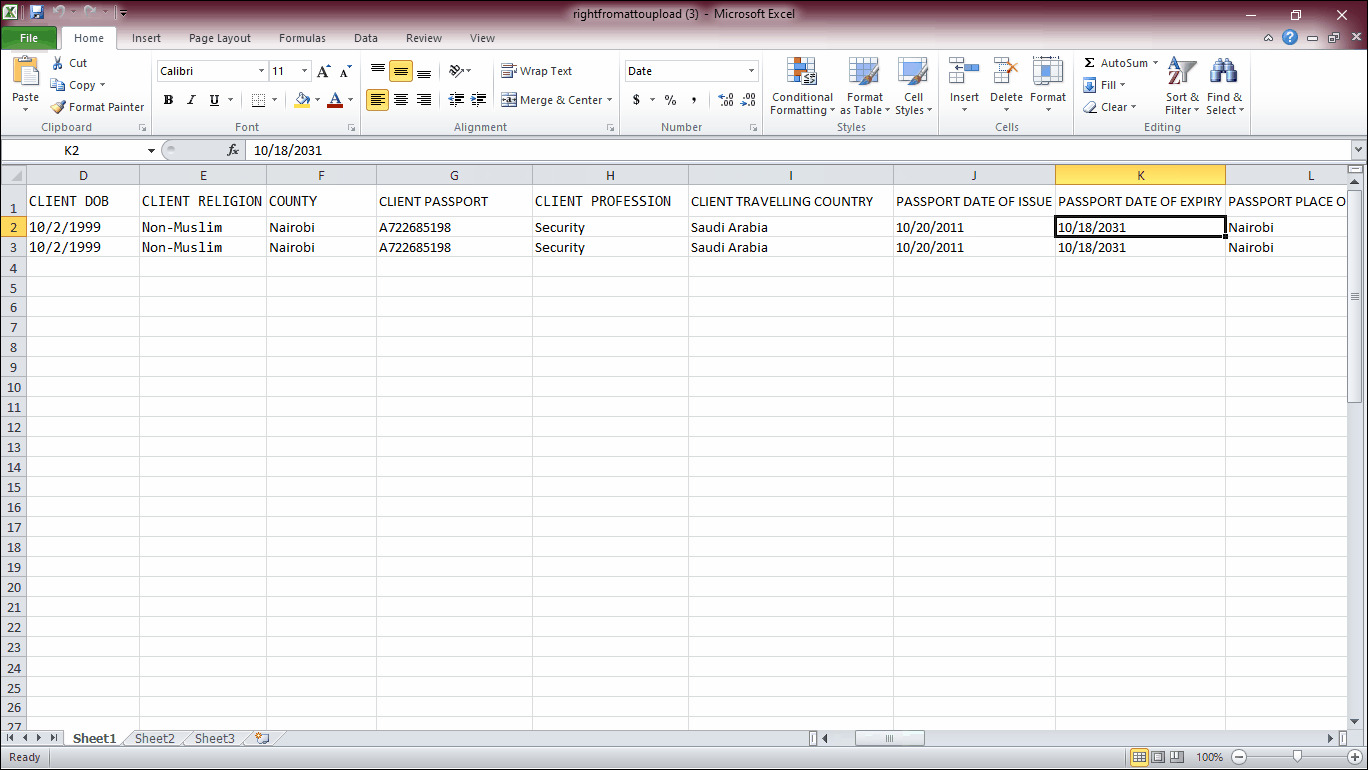 rightfromattoupload (3) - Microsoft Excel
File Home Insert Page Layout Formulas Data Review View
Paste
Cut
Copy
Format Painter
Clipboard
Calibri 11
B I U
Font
Wrap Text
Merge & Center
Alignment
Date
$ % ,
Number
Conditional Formatting
Format as Table
Cell Styles
Styles
Insert Delete Format
Cells
AutoSum
Fill
Clear
Sort & Filter
Find & Select
Editing
K2 fx 10/18/2031
D E F G H I J K L
1 CLIENT DOB CLIENT RELIGION COUNTY CLIENT PASSPORT CLIENT PROFESSION CLIENT TRAVELLING COUNTRY PASSPORT DATE OF ISSUE PASSPORT DATE OF EXPIRY PASSPORT PLACE O
2 10/2/1999 Non-Muslim Nairobi A722685198 Security Saudi Arabia 10/20/2011 10/18/2031 Nairobi
3 10/2/1999 Non-Muslim Nairobi A722685198 Security Saudi Arabia 10/20/2011 10/18/2031 Nairobi
4
5
6
7
8
9
10
11
12
13
14
15
16
17
18
19
20
21
22
23
24
25
26
27
Sheet1 Sheet2 Sheet3
Ready 100%